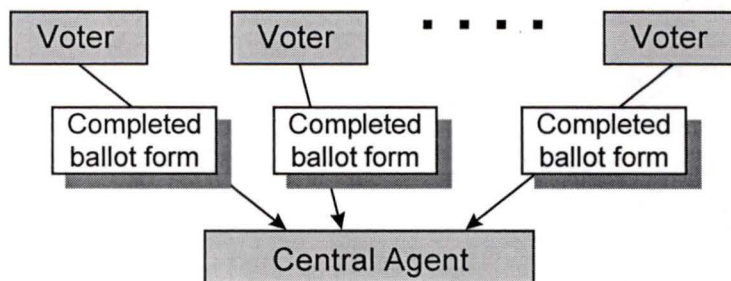 Voter
Voter
Voter
Completed
ballot form
Completed
ballot form
Completed
ballot form
Central Agent